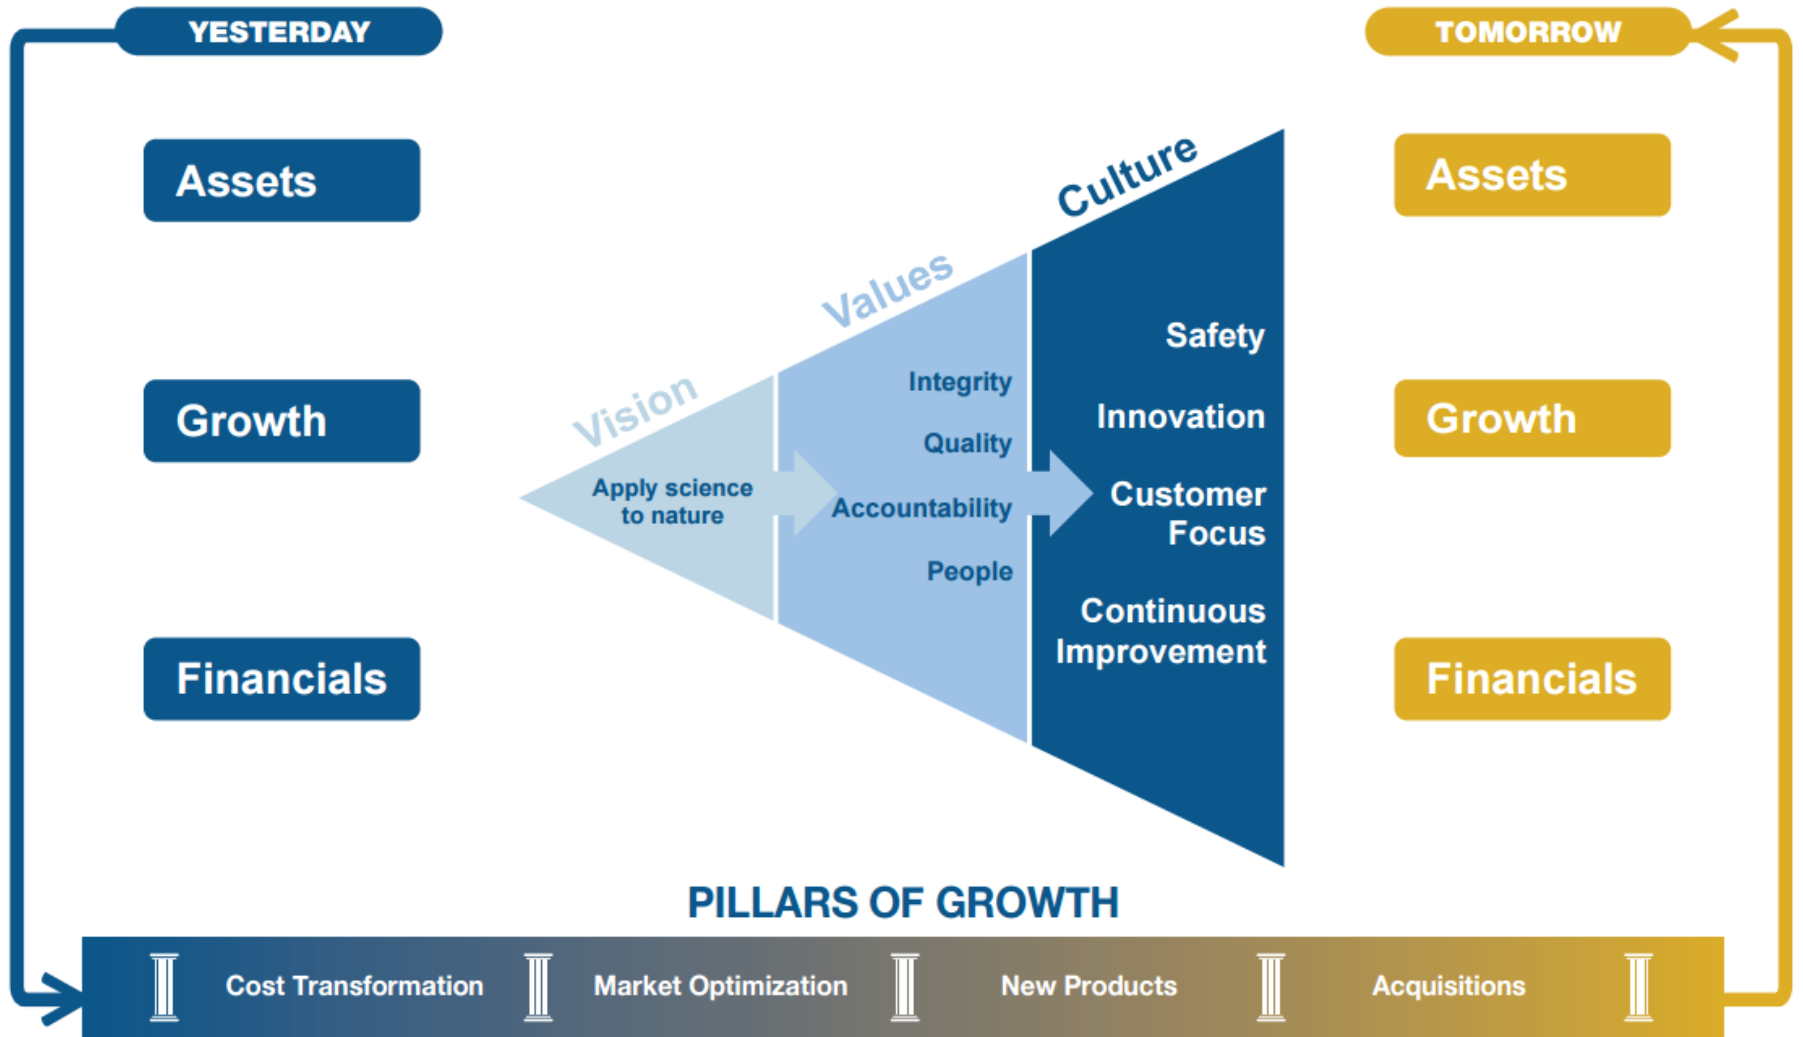 YESTERDAY
TOMORROW
Assets
Growth
Financials
Vision
Apply science
to nature
Values
Integrity
Quality
Accountability
People
Culture
Safety
Innovation
Customer
Focus
Continuous
Improvement
Assets
Growth
Financials
PILLARS OF GROWTH
Cost Transformation
Market Optimization
New Products
Acquisitions